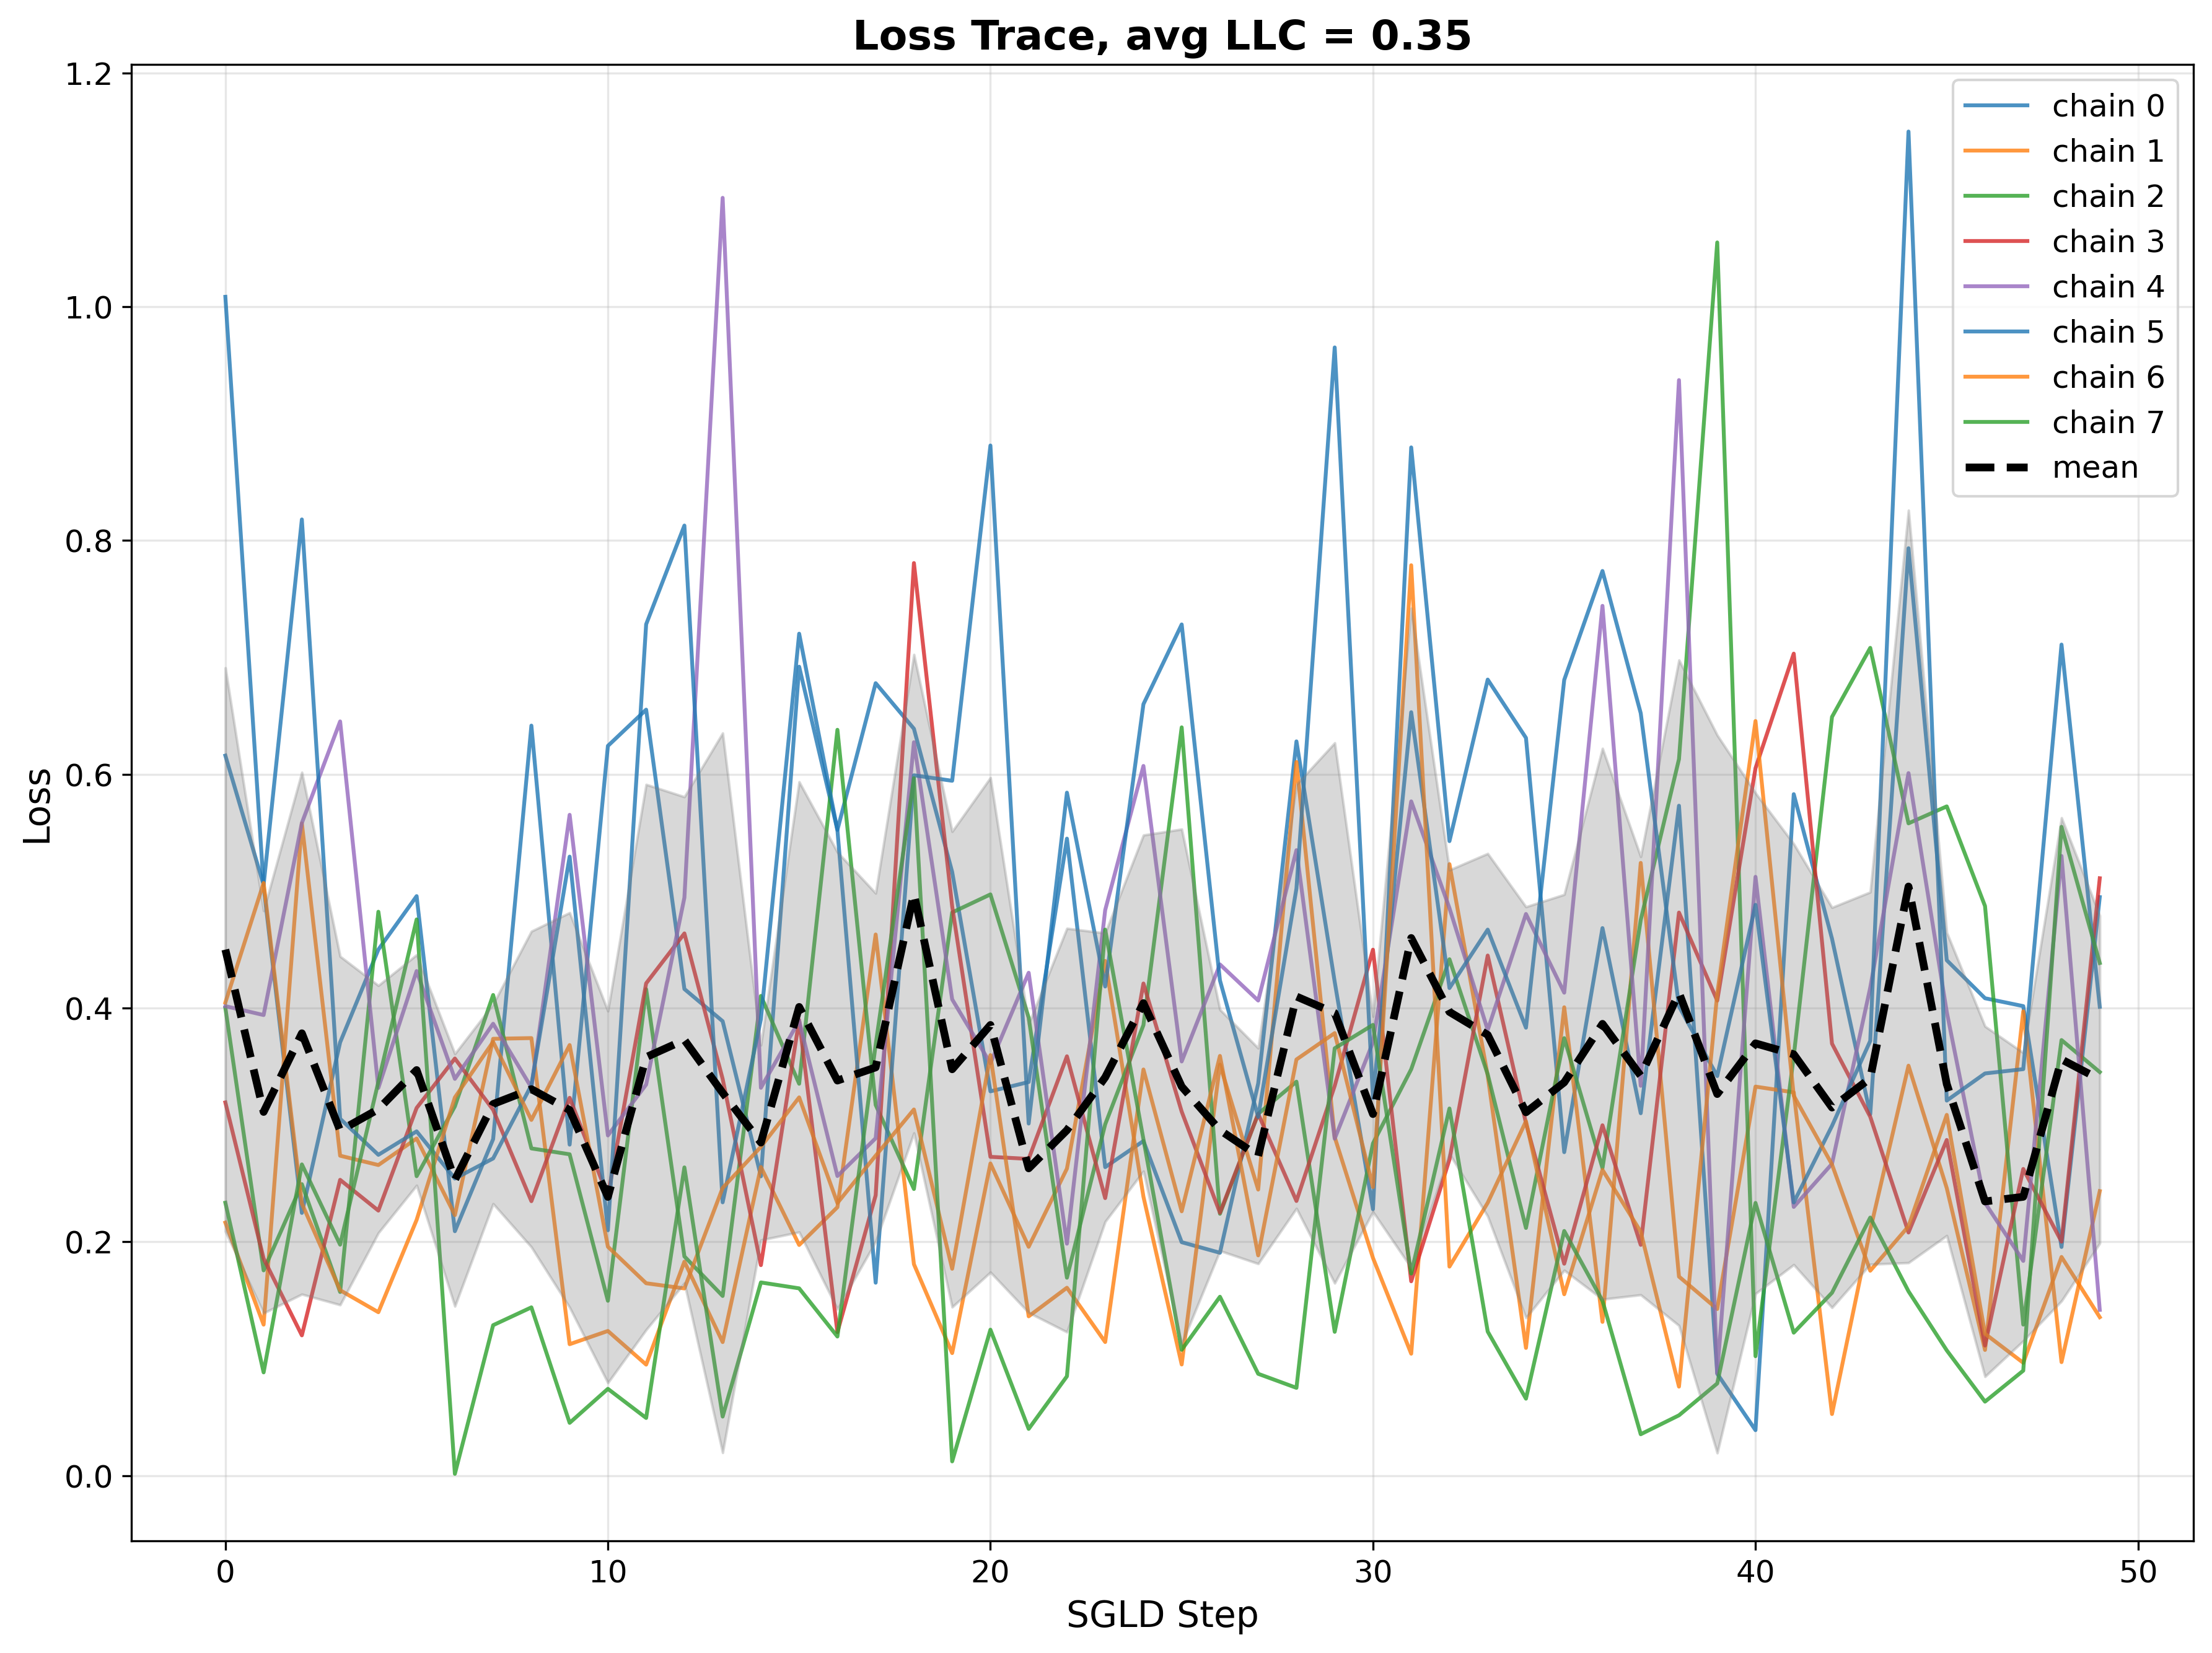 Loss Trace, avg LLC = 0.35
1.2
1.0
0.8
0.6
0.4
0.2
0.0
Loss
chain 0
chain 1
chain 2
chain 3
chain 4
chain 5
chain 6
chain 7
mean
0 10 20 30 40 50
SGLD Step